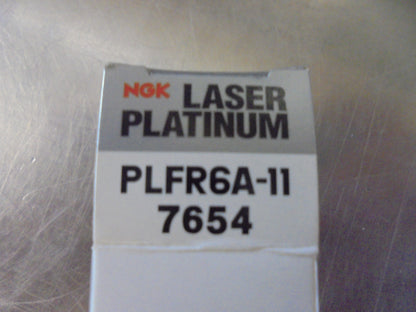 NGK LASER
PLATINUM
PLFR6A-11
7654